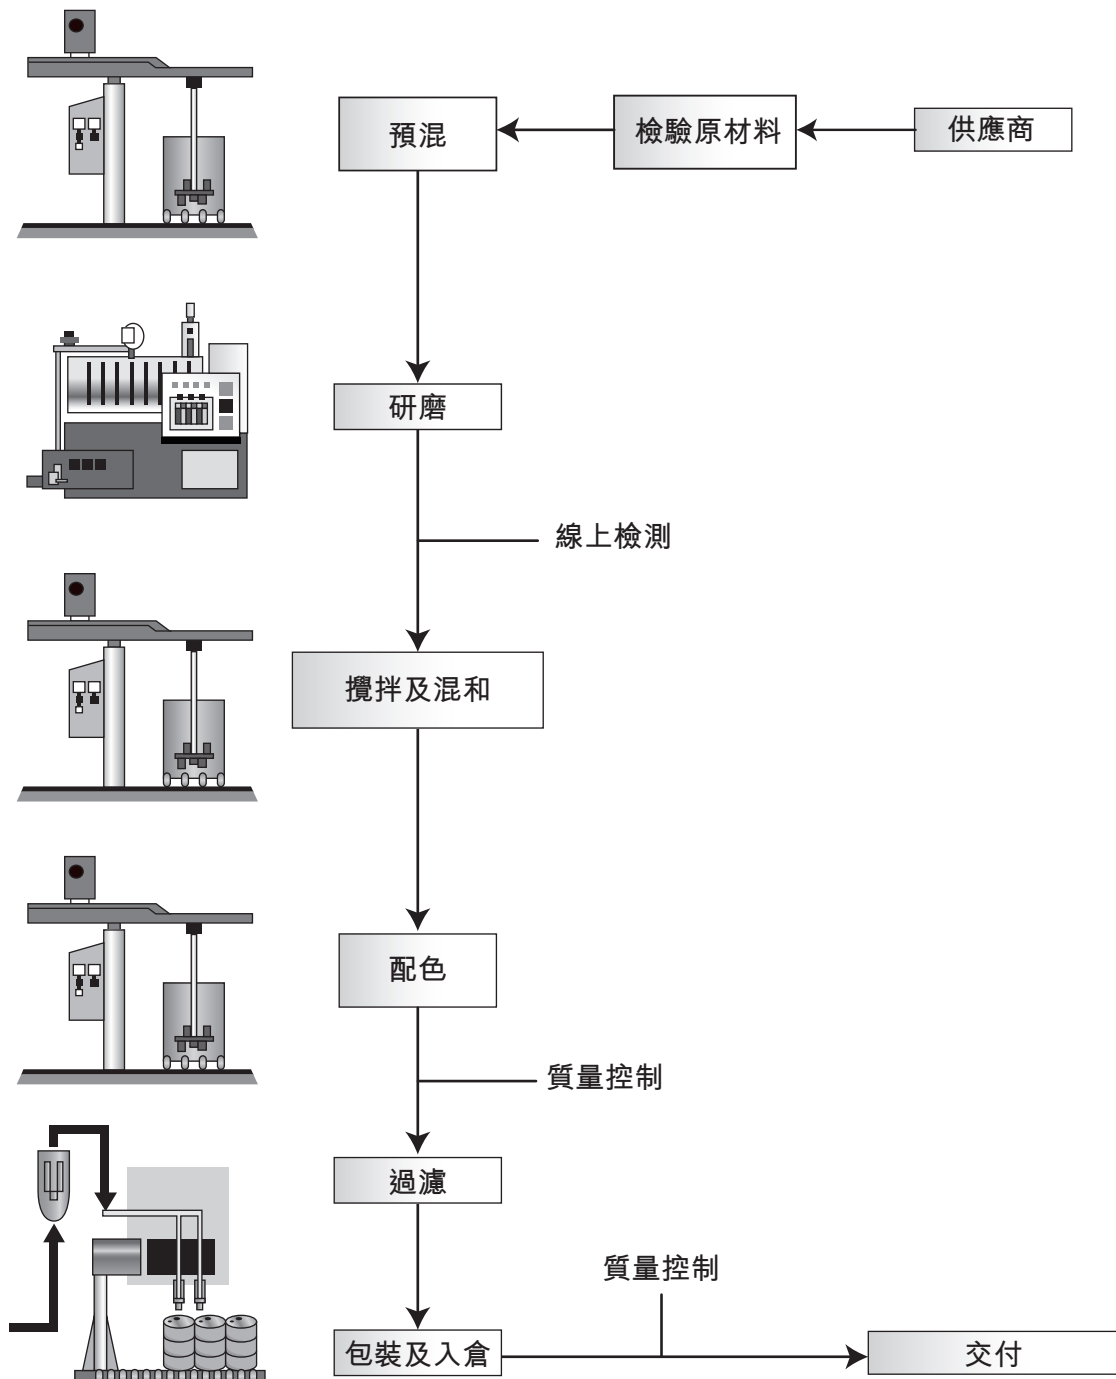 預混
檢驗原材料
供應商
研磨
線上檢測
攪拌及混和
配色
質量控制
過濾
質量控制
包裝及入倉
交付